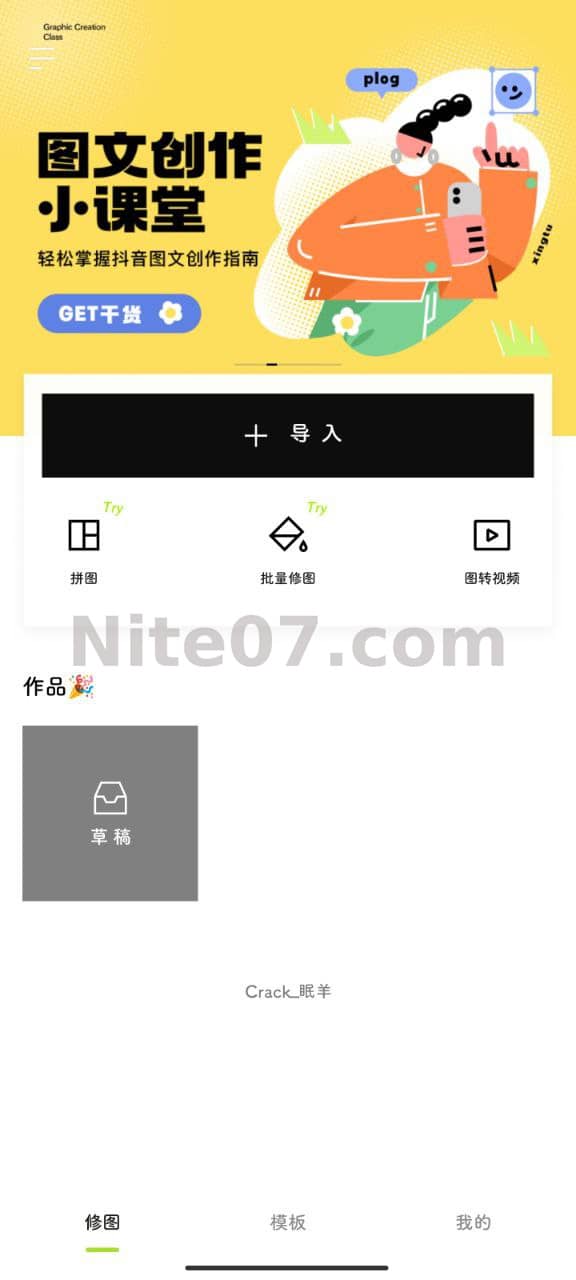 Graphic Creation
Class
plog
图文创作
小课堂
xingtu
轻松掌握抖音图文创作指南
GET干货
导入
Try
Try
拼图
批量修图
图转视频
Nite07.com
作品🎉
草稿
Crack_眠羊
修图
模板
我的